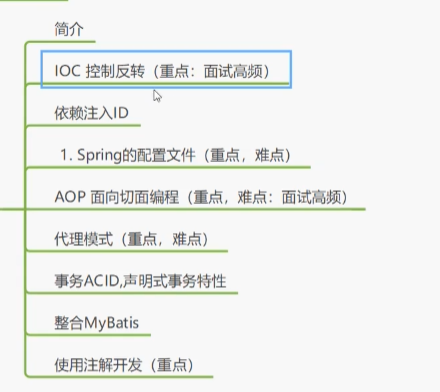 简介
IOC 控制反转（重点：面试高频）
依赖注入ID
1. Spring的配置文件（重点，难点）
AOP 面向切面编程（重点，难点：面试高频）
代理模式（重点，难点）
事务ACID,声明式事务特性
整合MyBatis
使用注解开发（重点）